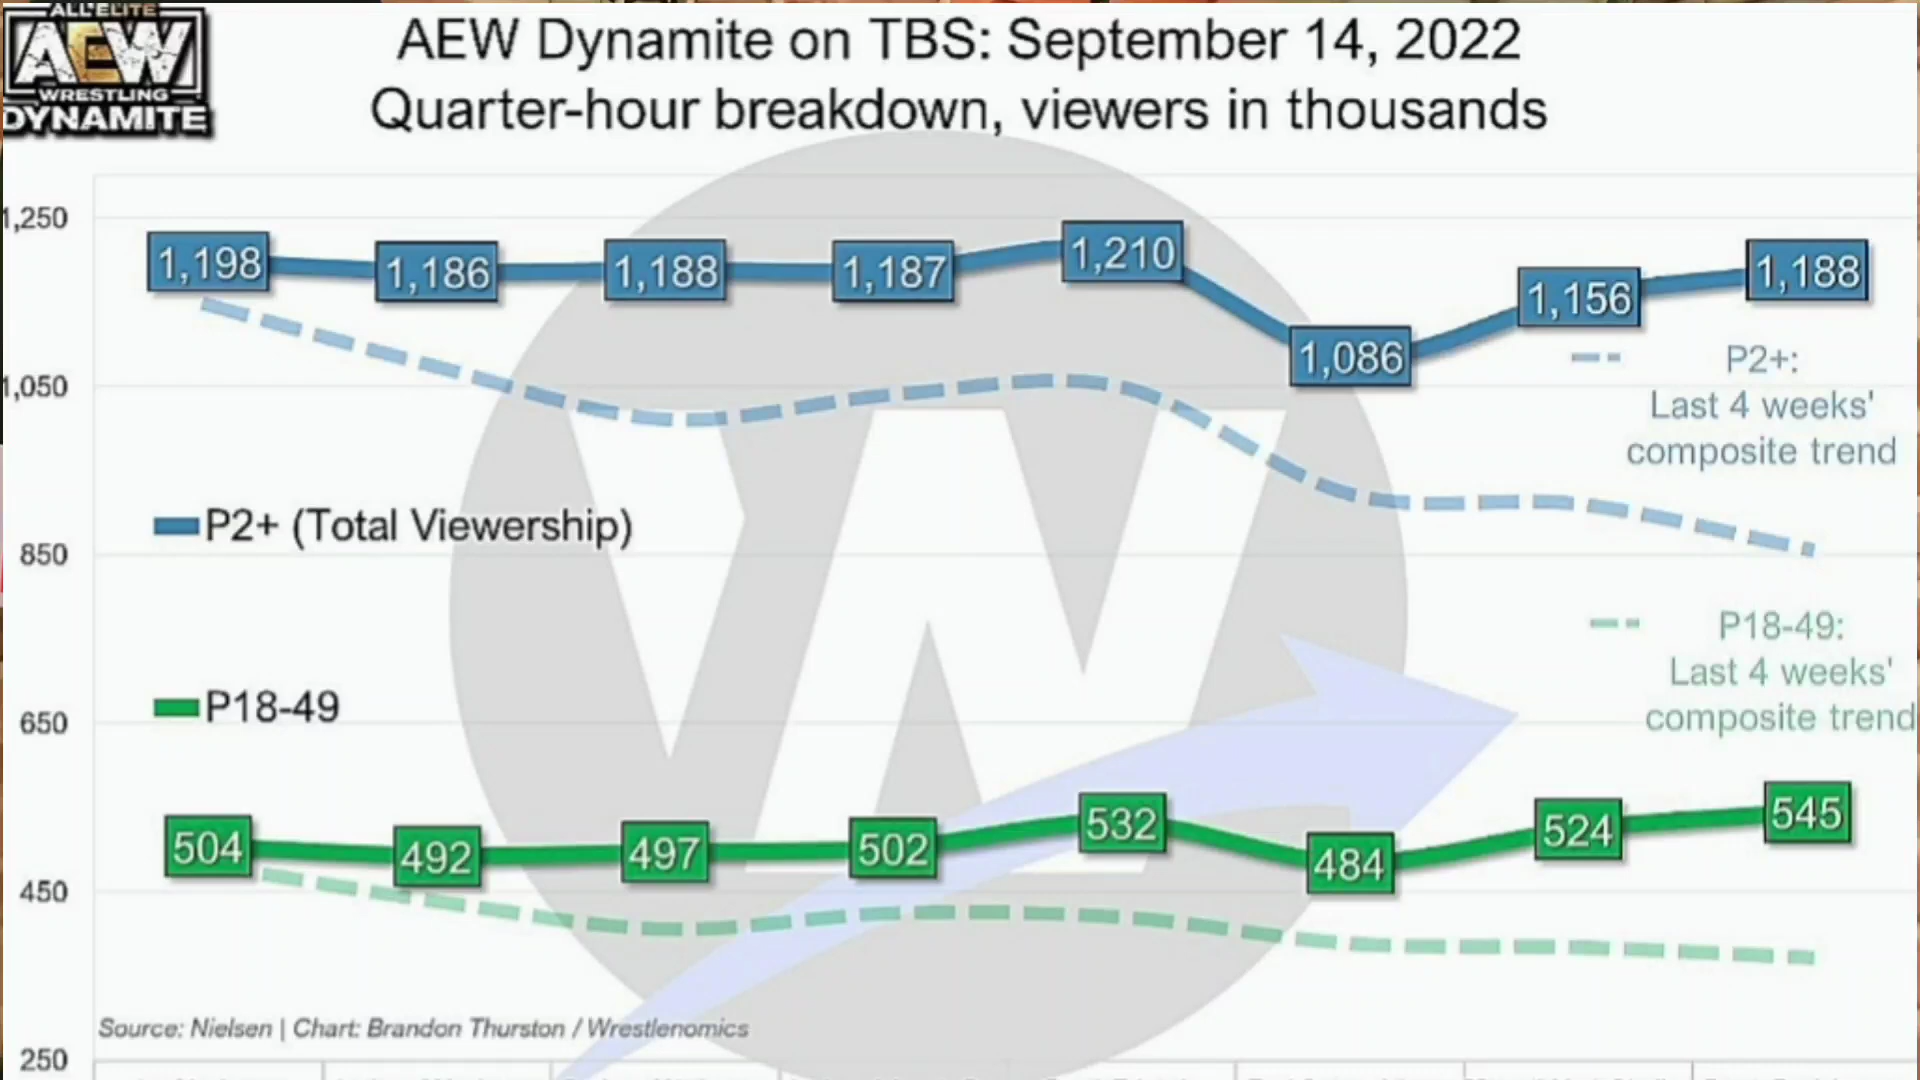 ALL ELITE
AEW
WRESTLING
DYNAMITE
AEW Dynamite on TBS: September 14, 2022
Quarter-hour breakdown, viewers in thousands
1,250
1,198
1,186
1,188
1,187
1,210
1,086
1,156
1,188
1,050
P2+:
Last 4 weeks'
composite trend
P2+ (Total Viewership)
850
P18-49:
Last 4 weeks'
composite trend
P18-49
650
504
492
497
502
532
484
524
545
450
Source: Nielsen | Chart: Brandon Thurston / Wrestlenomics
250